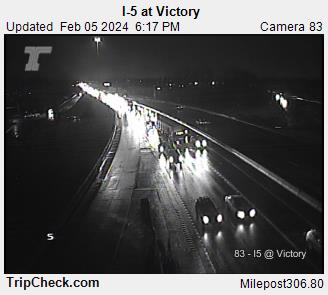 I-5 at Victory
Updated  Feb 05 2024  6:17 PM
Camera 83
T
S
83 - I5 @ Victory
TripCheck.com
Milepost306.80